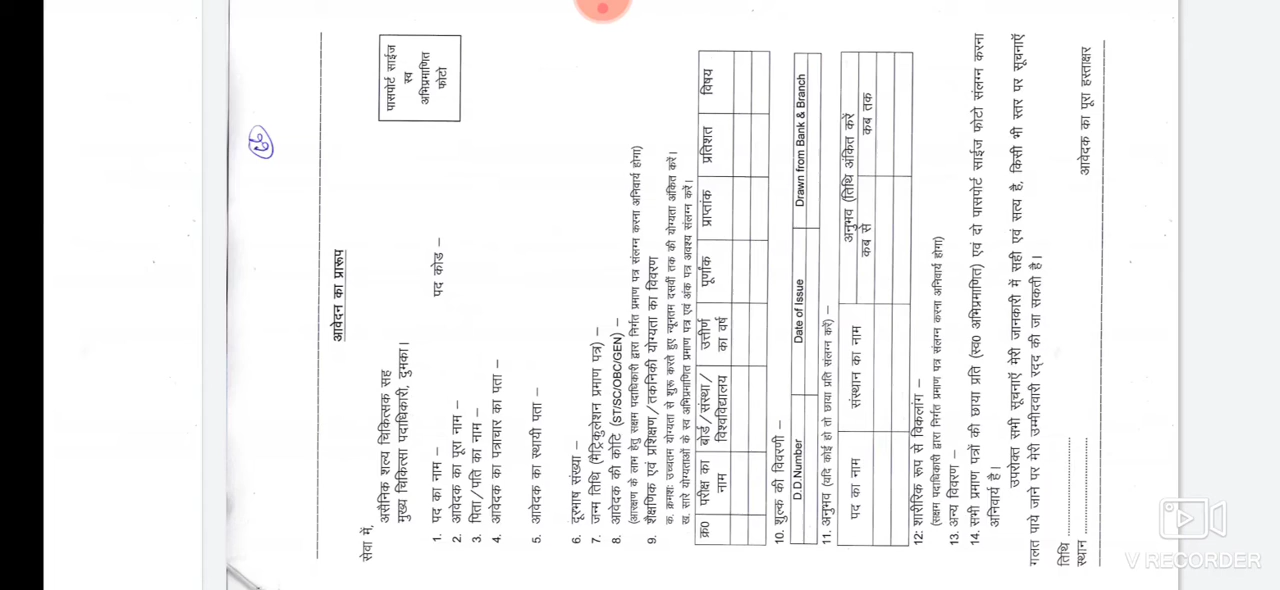 आवेदन का प्रारूप
पासपोर्ट साईज
स्व
अभिप्रमाणित
फोटो
सेवा में,
असैनिक शल्य चिकित्सक सह
मुख्य चिकित्सा पदाधिकारी, दुमका।
1. पद का नाम – पद कोड –
2. आवेदक का पूरा नाम –
3. पिता/पति का नाम –
4. आवेदक का पत्राचार का पता –
5. आवेदक का स्थायी पता –
6. दूरभाष संख्या –
7. जन्म तिथि (मैट्रिकुलेशन प्रमाण पत्र) –
8. आवेदक की कोटि (ST/SC/OBC/GEN) –
(आरक्षण के लाभ हेतु सक्षम पदाधिकारी द्वारा निर्गत प्रमाण पत्र संलग्न करना अनिवार्य होगा)
9. शैक्षणिक एवं प्रशिक्षण/तकनिकी योग्यता का विवरण
क. क्रमशः उच्चतम योग्यता से शुरू करते हुए न्यूनतम दसवीं तक की योग्यता अंकित करें।
ख. सारे योग्यताओं के स्व अभिप्रमाणित प्रमाण पत्र एवं अंक पत्र अवश्य संलग्न करें।
क्र0 परीक्ष का बोर्ड/संस्था/ उत्तीर्ण पूर्णांक प्राप्तांक प्रतिशत विषय
नाम विश्वविद्यालय का वर्ष
10. शुल्क की विवरणी –
D.D.Number Date of Issue Drawn from Bank & Branch
11. अनुभव (यदि कोई हो तो छाया प्रति संलग्न करें) –
पद का नाम संस्थान का नाम अनुभव (तिथि अंकित करें
कब से कब तक
12: शारीरिक रूप से विकलांग –
(सक्षम पदाधिकारी द्वारा निर्गत प्रमाण पत्र संलग्न करना अनिवार्य होगा)
13. अन्य विवरण –
14. सभी प्रमाण पत्रों की छाया प्रति (स्व0 अभिप्रमाणित) एवं दो पासपोर्ट साईज फोटो संलग्न करना
अनिवार्य है।
उपरोक्त सभी सूचनाएँ मेरी जानकारी में सही एवं सत्य है, किसी भी स्तर पर सूचनाएँ
गलत पाये जाने पर मेरी उम्मीदवारी रद्द की जा सकती है।
तिथि ........................
स्थान ........................ आवेदक का पूरा हस्ताक्षर
V RECORDER